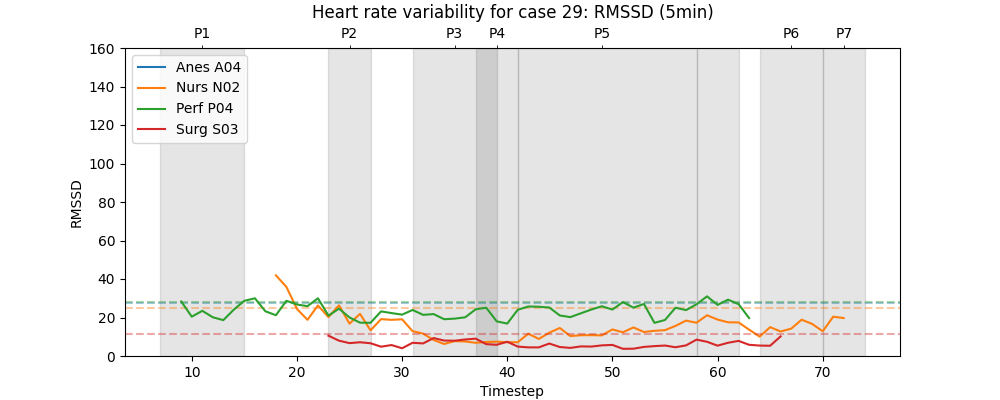 Heart rate variability for case 29: RMSSD (5min)
P1 P2 P3 P4 P5 P6 P7
160
140
120
100
80
60
40
20
0
RMSSD
Anes A04
Nurs N02
Perf P04
Surg S03
10 20 30 40 50 60 70
Timestep